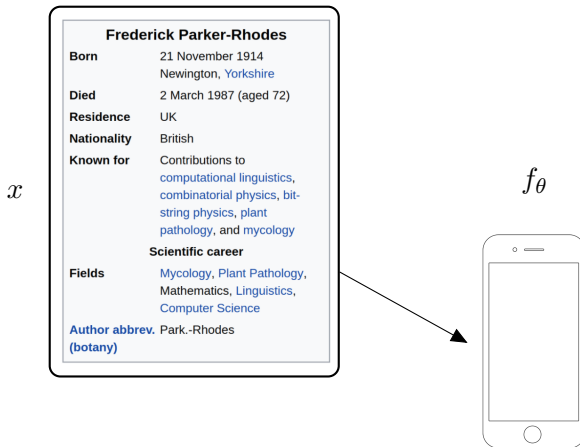 Frederick Parker-Rhodes
Born 21 November 1914
Newington, Yorkshire
Died 2 March 1987 (aged 72)
Residence UK
Nationality British
Known for Contributions to
computational linguistics,
combinatorial physics, bit-
string physics, plant
pathology, and mycology
Scientific career
Fields Mycology, Plant Pathology,
Mathematics, Linguistics,
Computer Science
Author abbrev. Park.-Rhodes
(botany)
x
f_θ